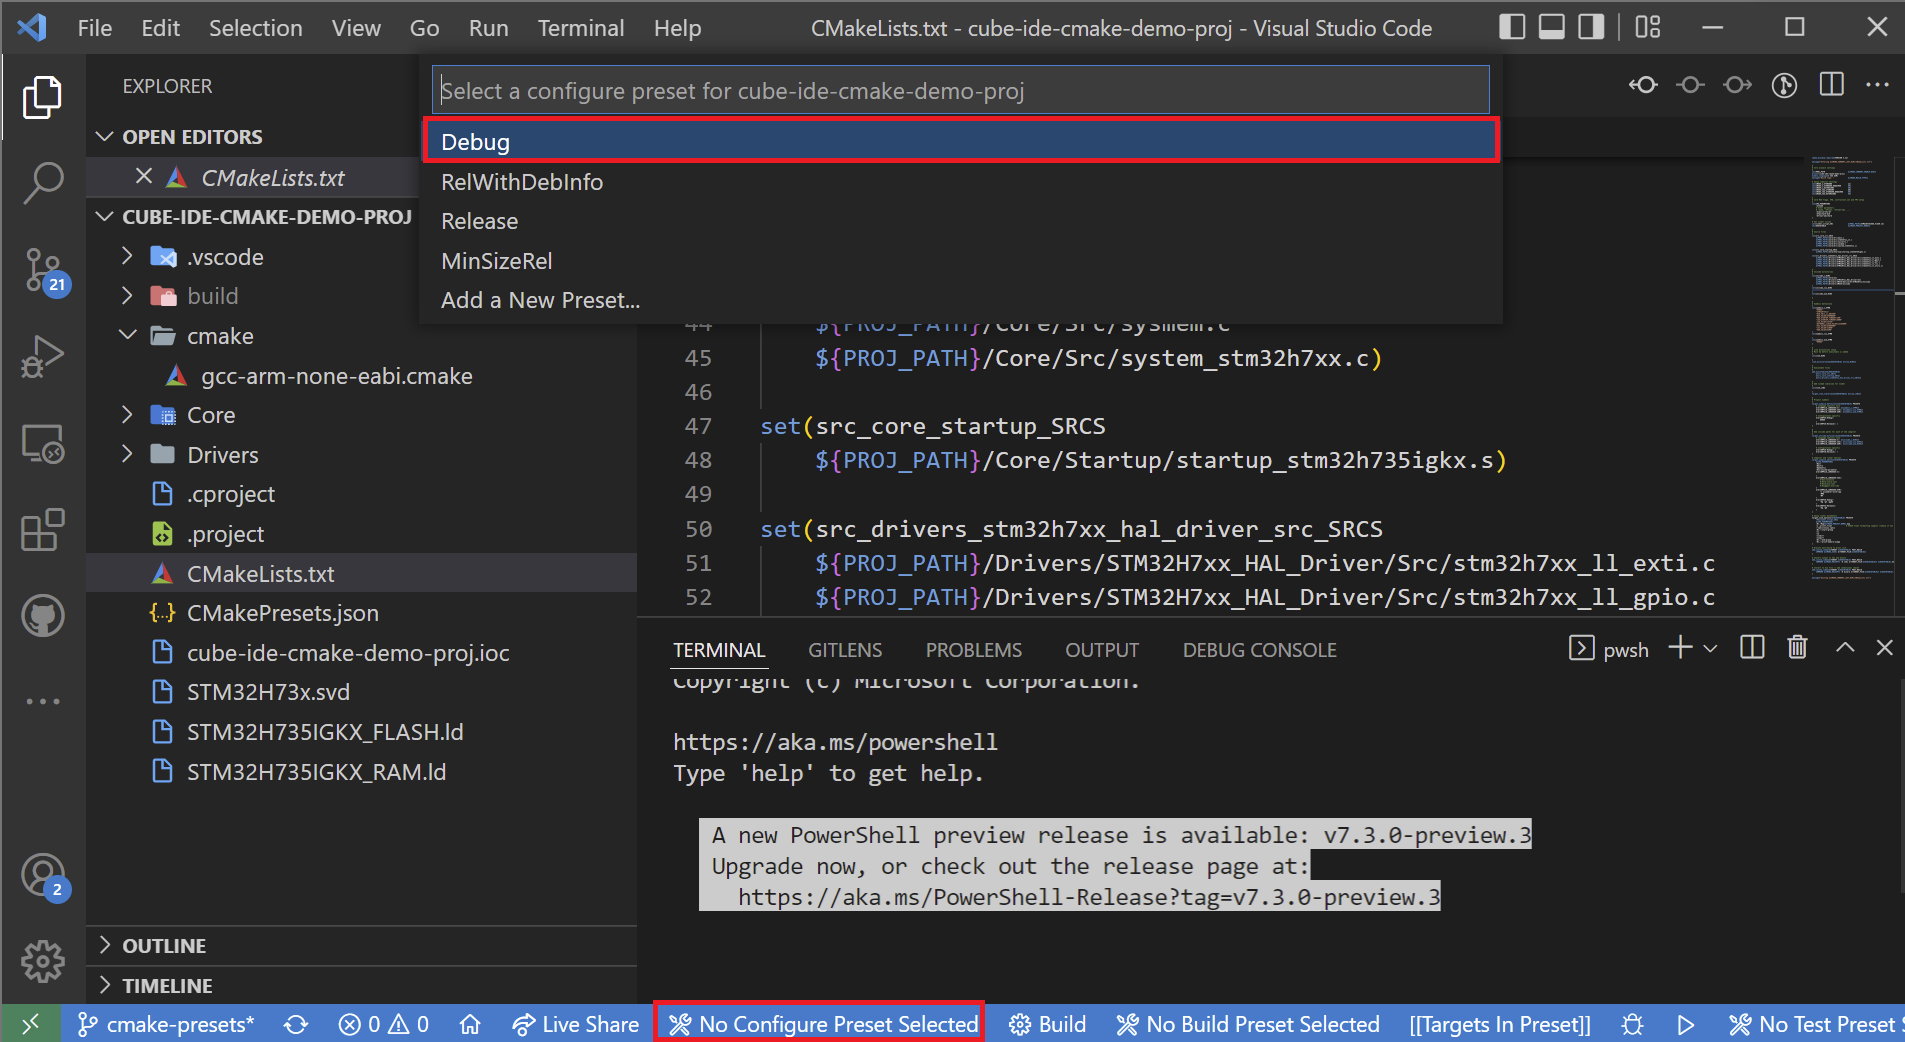 File Edit Selection View Go Run Terminal Help
CMakeLists.txt - cube-ide-cmake-demo-proj - Visual Studio Code
EXPLORER
OPEN EDITORS
CMakeLists.txt
CUBE-IDE-CMAKE-DEMO-PROJ
.vscode
build
cmake
gcc-arm-none-eabi.cmake
Core
Drivers
.cproject
.project
CMakeLists.txt
CMakePresets.json
cube-ide-cmake-demo-proj.ioc
STM32H73x.svd
STM32H735IGKX_FLASH.ld
STM32H735IGKX_RAM.ld
OUTLINE
TIMELINE
21
2
Select a configure preset for cube-ide-cmake-demo-proj
Debug
RelWithDebInfo
Release
MinSizeRel
Add a New Preset...
44 ${PROJ_PATH}/Core/Src/sysmem.c
45 ${PROJ_PATH}/Core/Src/system_stm32h7xx.c)
46
47 set(src_core_startup_SRCS
48 ${PROJ_PATH}/Core/Startup/startup_stm32h735igkx.s)
49
50 set(src_drivers_stm32h7xx_hal_driver_src_SRCS
51 ${PROJ_PATH}/Drivers/STM32H7xx_HAL_Driver/Src/stm32h7xx_ll_exti.c
52 ${PROJ_PATH}/Drivers/STM32H7xx_HAL_Driver/Src/stm32h7xx_ll_gpio.c
TERMINAL GITLENS PROBLEMS OUTPUT DEBUG CONSOLE
pwsh
Copyright (c) Microsoft Corporation.
https://aka.ms/powershell
Type 'help' to get help.
A new PowerShell preview release is available: v7.3.0-preview.3
Upgrade now, or check out the release page at:
https://aka.ms/PowerShell-Release?tag=v7.3.0-preview.3
cmake-presets* 0 0 Live Share No Configure Preset Selected Build No Build Preset Selected [[Targets In Preset]] No Test Preset